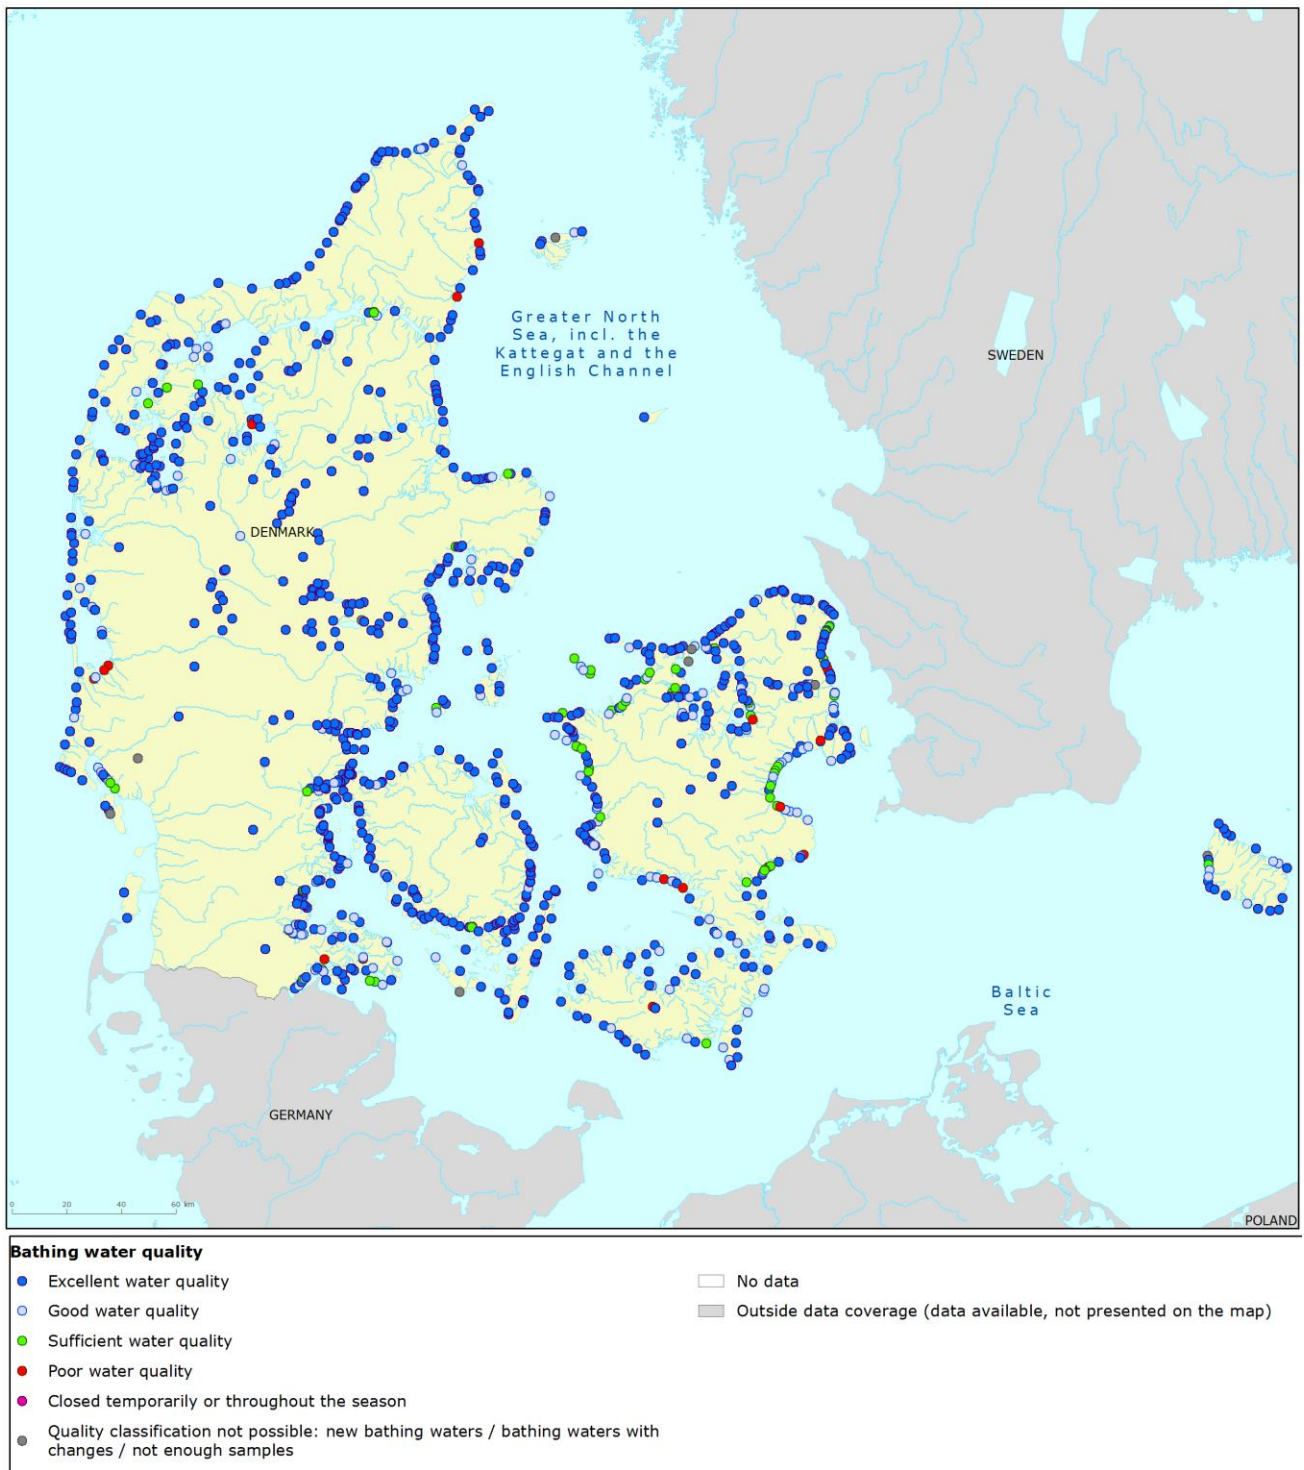 Greater North
Sea, incl. the
Kattegat and the
English Channel
SWEDEN
DENMARK
Baltic
Sea
GERMANY
0 20 40 60 km
POLAND
Bathing water quality
Excellent water quality
Good water quality
Sufficient water quality
Poor water quality
Closed temporarily or throughout the season
Quality classification not possible: new bathing waters / bathing waters with
changes / not enough samples
No data
Outside data coverage (data available, not presented on the map)